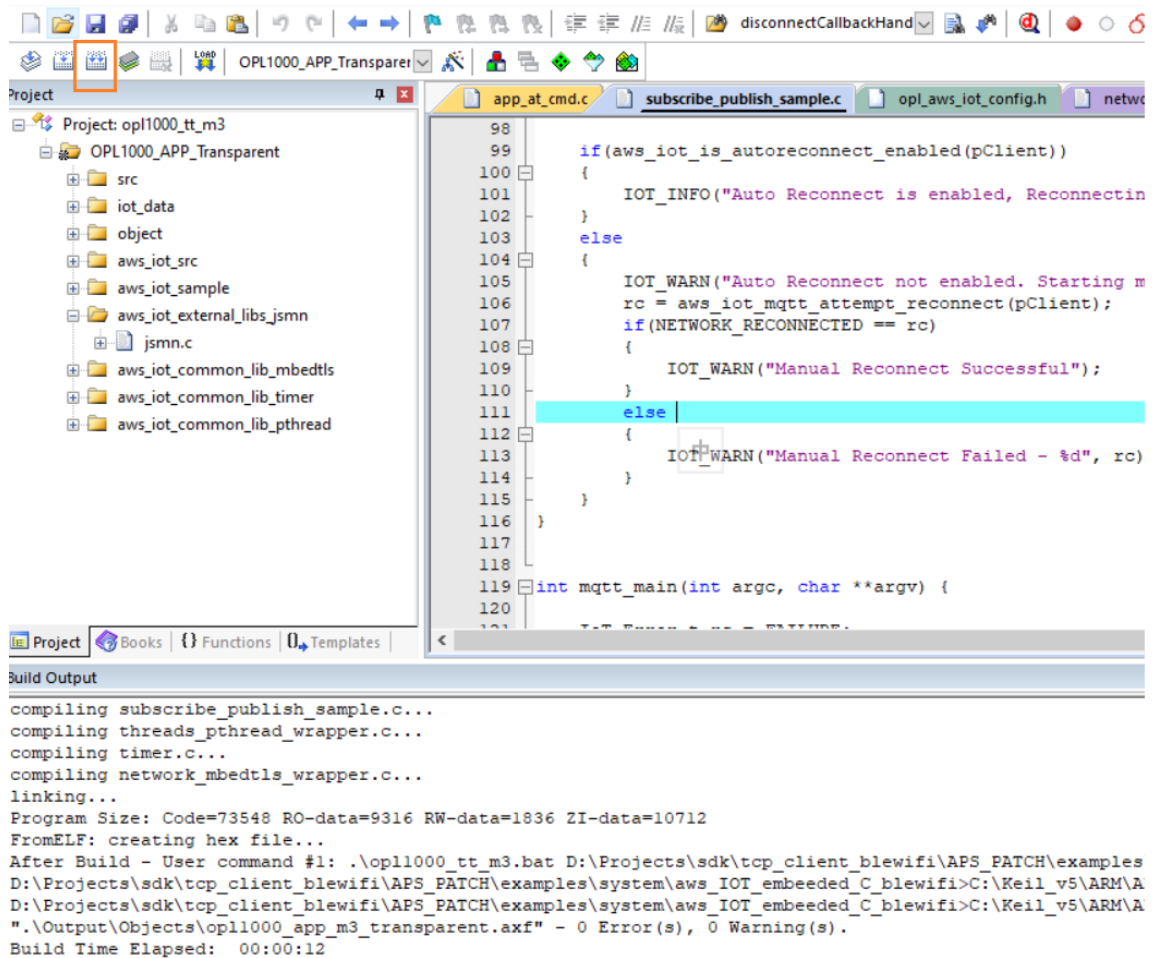 disconnectCallbackHand
LOAD
OPL1000_APP_Transparer
Project
app_at_cmd.c
subscribe_publish_sample.c
opl_aws_iot_config.h
netwo
Project: opl1000_tt_m3
OPL1000_APP_Transparent
src
iot_data
object
aws_iot_src
aws_iot_sample
aws_iot_external_libs_jsmn
jsmn.c
aws_iot_common_lib_mbedtls
aws_iot_common_lib_timer
aws_iot_common_lib_pthread
98
99 if(aws_iot_is_autoreconnect_enabled(pClient))
100 {
101 IOT_INFO("Auto Reconnect is enabled, Reconnectin
102 }
103 else
104 {
105 IOT_WARN("Auto Reconnect not enabled. Starting m
106 rc = aws_iot_mqtt_attempt_reconnect(pClient);
107 if(NETWORK_RECONNECTED == rc)
108 {
109 IOT_WARN("Manual Reconnect Successful");
110 }
111 else
112 {
113 IOT_WARN("Manual Reconnect Failed - %d", rc)
114 }
115 }
116 }
117
118
119 int mqtt_main(int argc, char **argv) {
120
121 IoT_Error_t rc = FAILURE;
Project Books {} Functions 0 Templates
Build Output
compiling subscribe_publish_sample.c...
compiling threads_pthread_wrapper.c...
compiling timer.c...
compiling network_mbedtls_wrapper.c...
linking...
Program Size: Code=73548 RO-data=9316 RW-data=1836 ZI-data=10712
FromELF: creating hex file...
After Build - User command #1: .\opl1000_tt_m3.bat D:\Projects\sdk\tcp_client_blewifi\APS_PATCH\examples
D:\Projects\sdk\tcp_client_blewifi\APS_PATCH\examples\system\aws_IOT_embeeded_C_blewifi>C:\Keil_v5\ARM\A
D:\Projects\sdk\tcp_client_blewifi\APS_PATCH\examples\system\aws_IOT_embeeded_C_blewifi>C:\Keil_v5\ARM\A
".\Output\Objects\opl1000_app_m3_transparent.axf" - 0 Error(s), 0 Warning(s).
Build Time Elapsed: 00:00:12